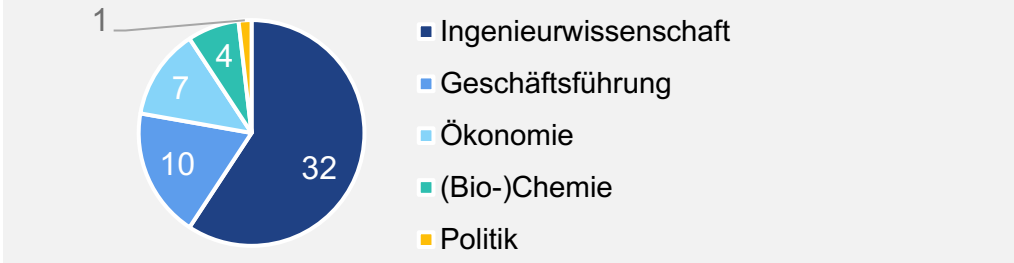 1
4
7
10
32
Ingenieurwissenschaft
Geschäftsführung
Ökonomie
(Bio-)Chemie
Politik